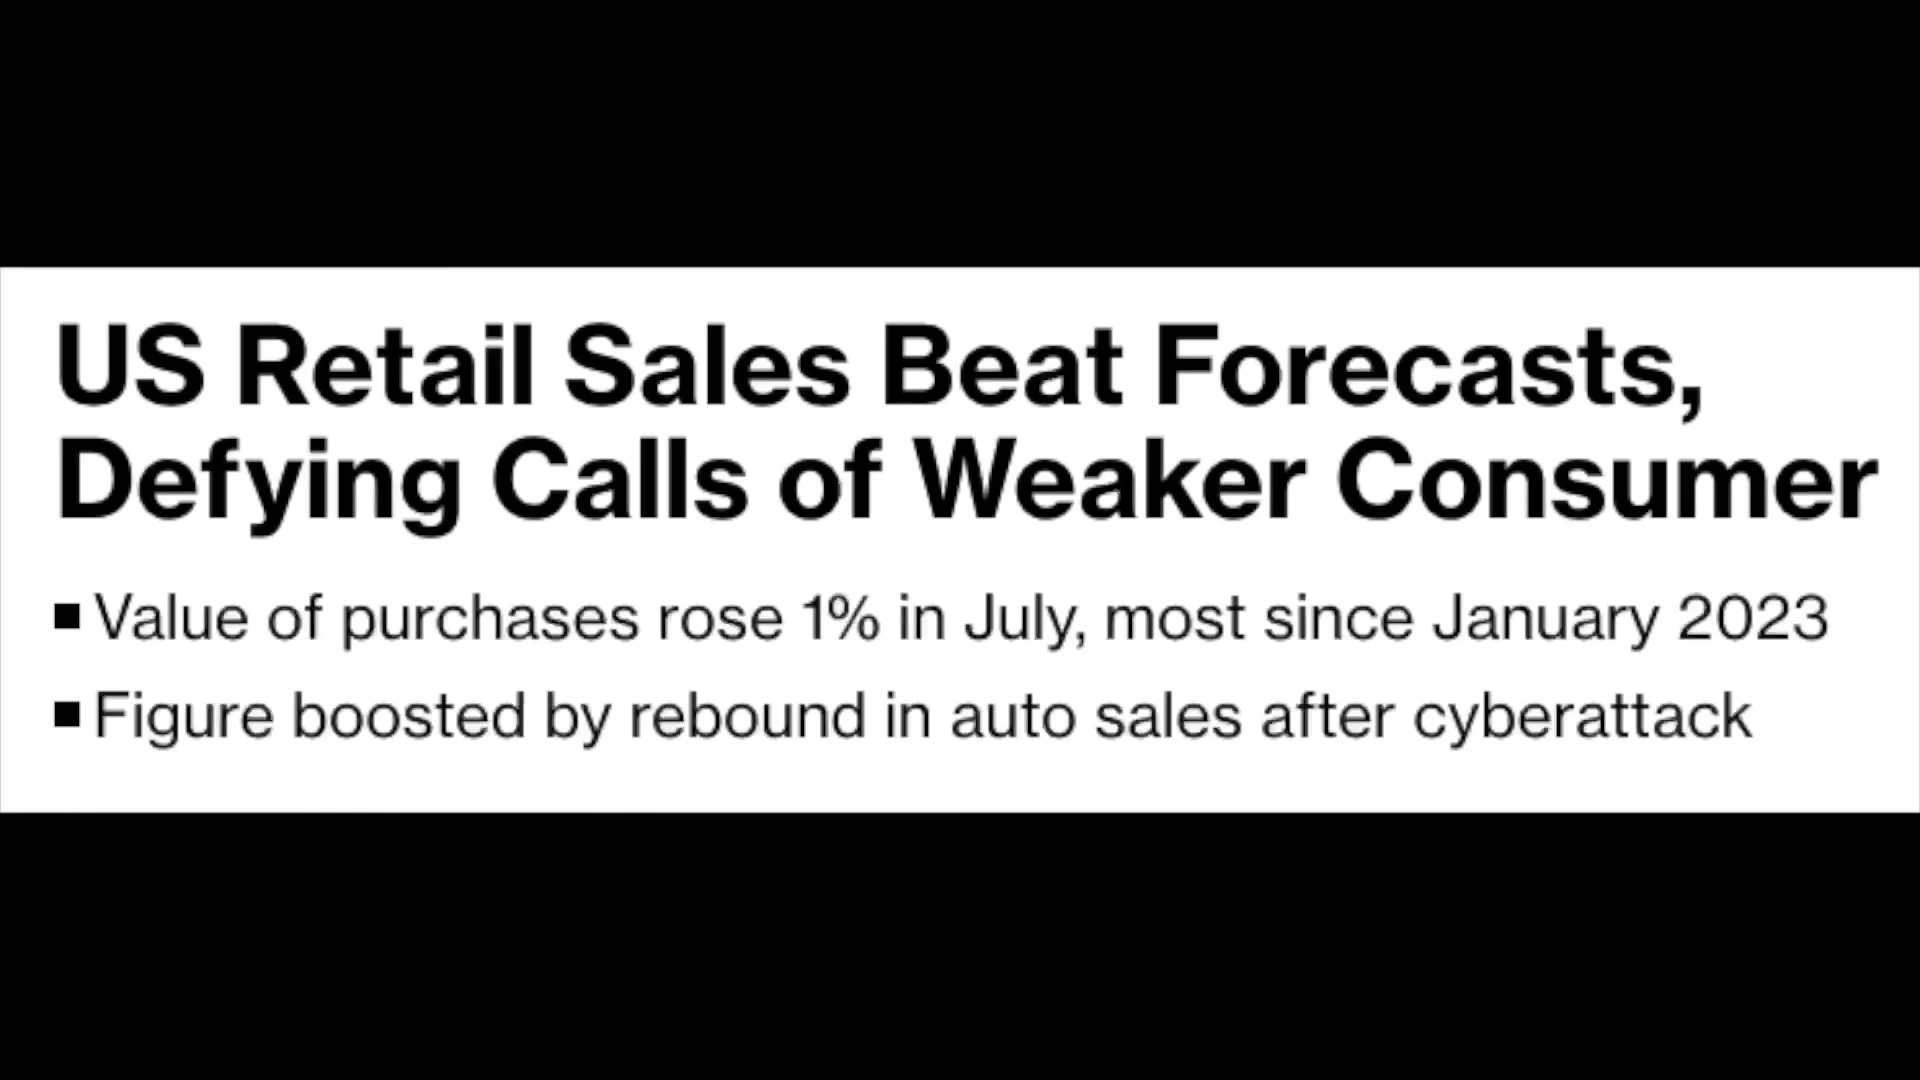 US Retail Sales Beat Forecasts,
Defying Calls of Weaker Consumer
■ Value of purchases rose 1% in July, most since January 2023
■ Figure boosted by rebound in auto sales after cyberattack